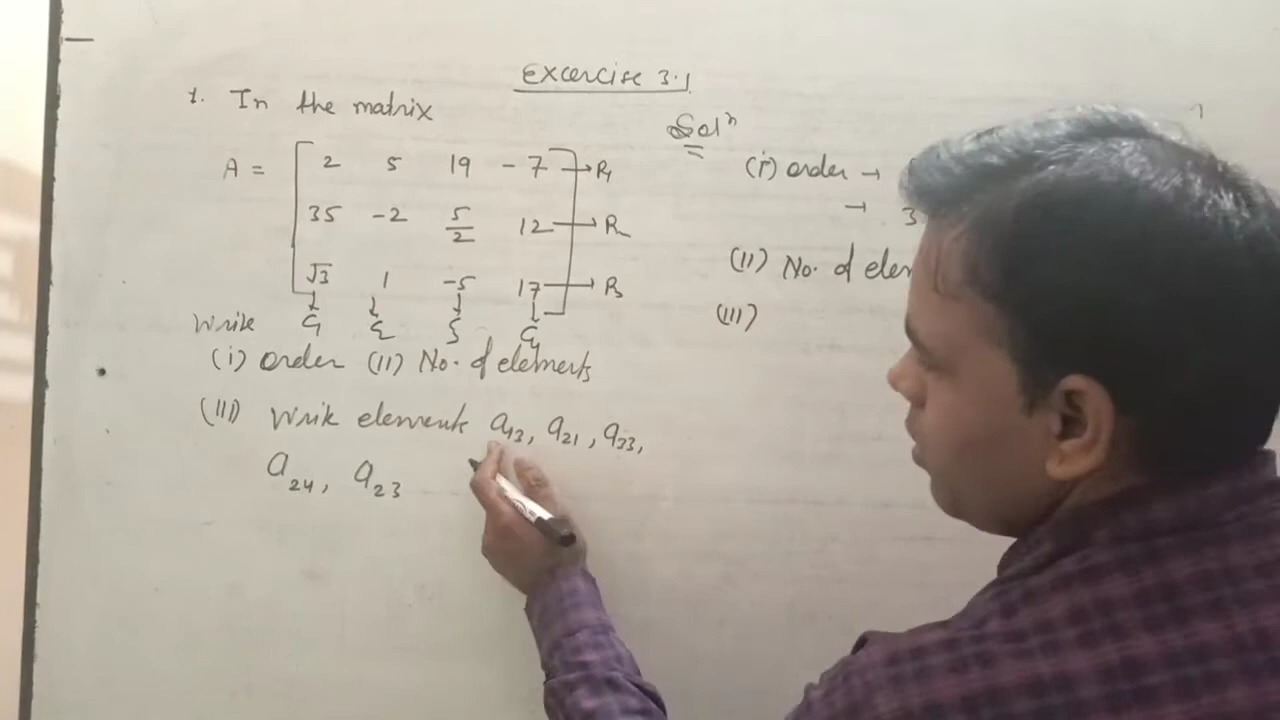 Excercise 3.1
1. In the matrix
A = [ 2 5 19 -7 ] → R1
35 -2 5/2 12 → R2
√3 1 -5 17 → R3
Write C1 C2 C3 C4
(i) order (II) No. of elements
(III) Write elements a13, a21, a33,
a24, a23
Solⁿ
(i) order →
→ 3
(II) No. of elem
(III)